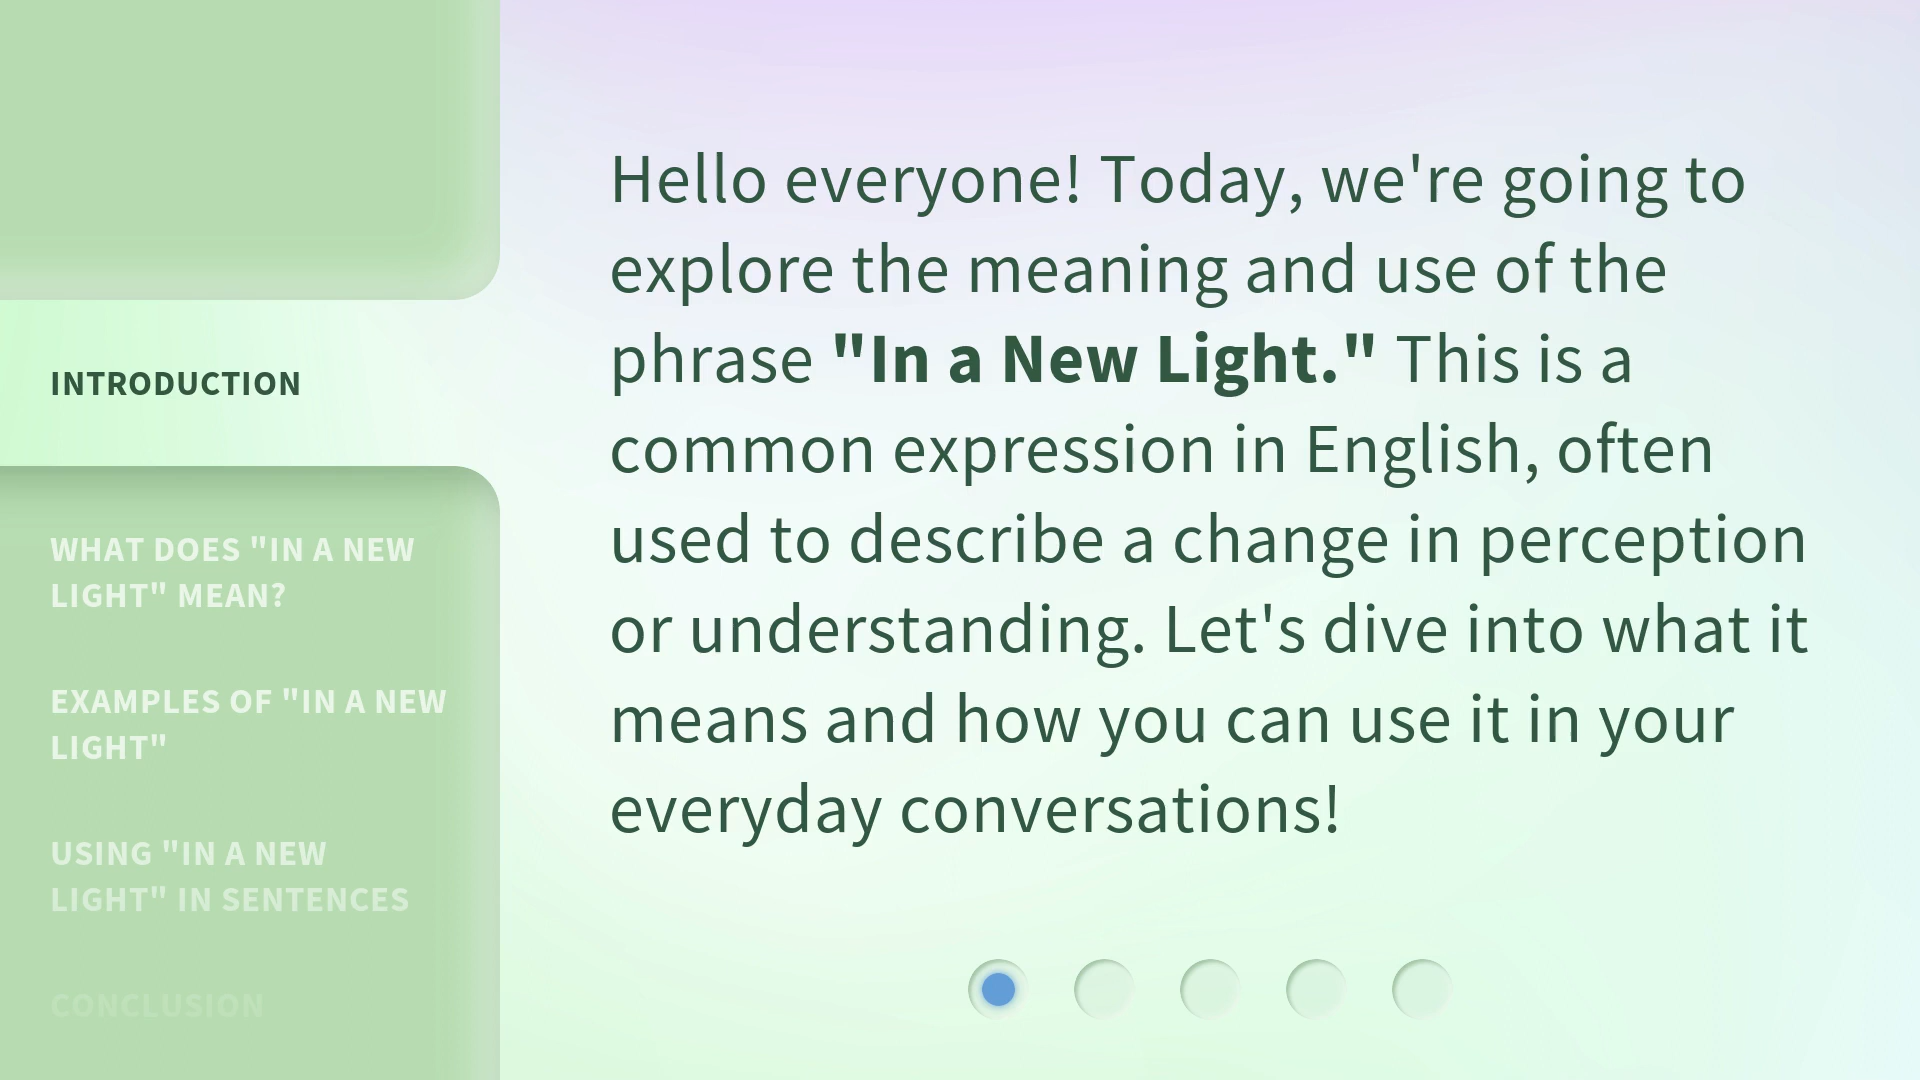 INTRODUCTION
WHAT DOES "IN A NEW
LIGHT" MEAN?
EXAMPLES OF "IN A NEW
LIGHT"
USING "IN A NEW
LIGHT" IN SENTENCES
CONCLUSION
Hello everyone! Today, we're going to
explore the meaning and use of the
phrase "In a New Light." This is a
common expression in English, often
used to describe a change in perception
or understanding. Let's dive into what it
means and how you can use it in your
everyday conversations!